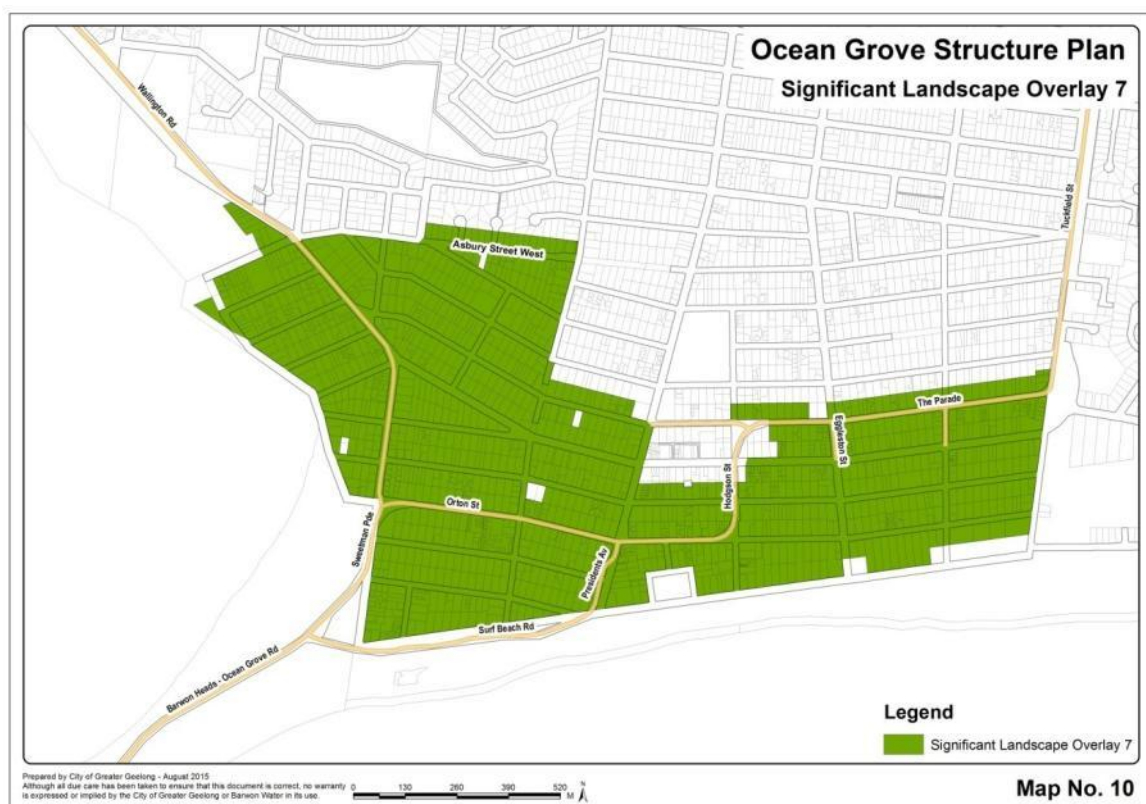 Ocean Grove Structure Plan
Significant Landscape Overlay 7
Wallington Rd
Tuckfield St
Asbury Street West
The Parade
Eggleston St
Hodgson St
Orton St
Sweetman Pde
Presidents Av
Surf Beach Rd
Barwon Heads - Ocean Grove Rd
Legend
Significant Landscape Overlay 7
Prepared by City of Greater Geelong - August 2015
Although all due care has been taken to ensure that this document is correct, no warranty
is expressed or implied by the City of Greater Geelong or Barwon Water in its use.
0 130 260 390 520
M
N
Map No. 10